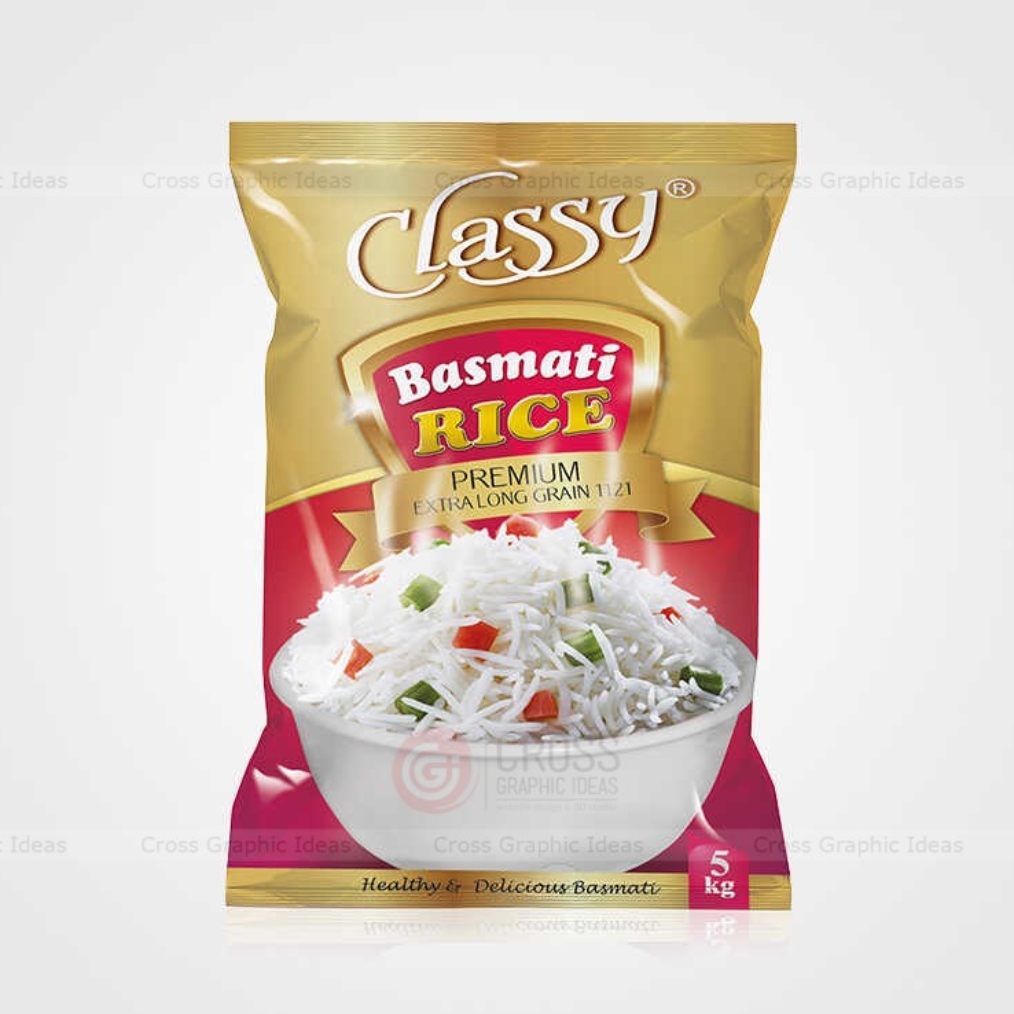 Classy®
Basmati
RICE
PREMIUM
EXTRA LONG GRAIN 1121
Healthy & Delicious Basmati
5
kg
Ideas Cross Graphic Ideas Cross Graphic Ideas Cross Graphic Ideas
CROSS
GRAPHIC IDEAS
Ideas Cross Graphic Ideas Cross Graphic Ideas Cross Graphic Ideas